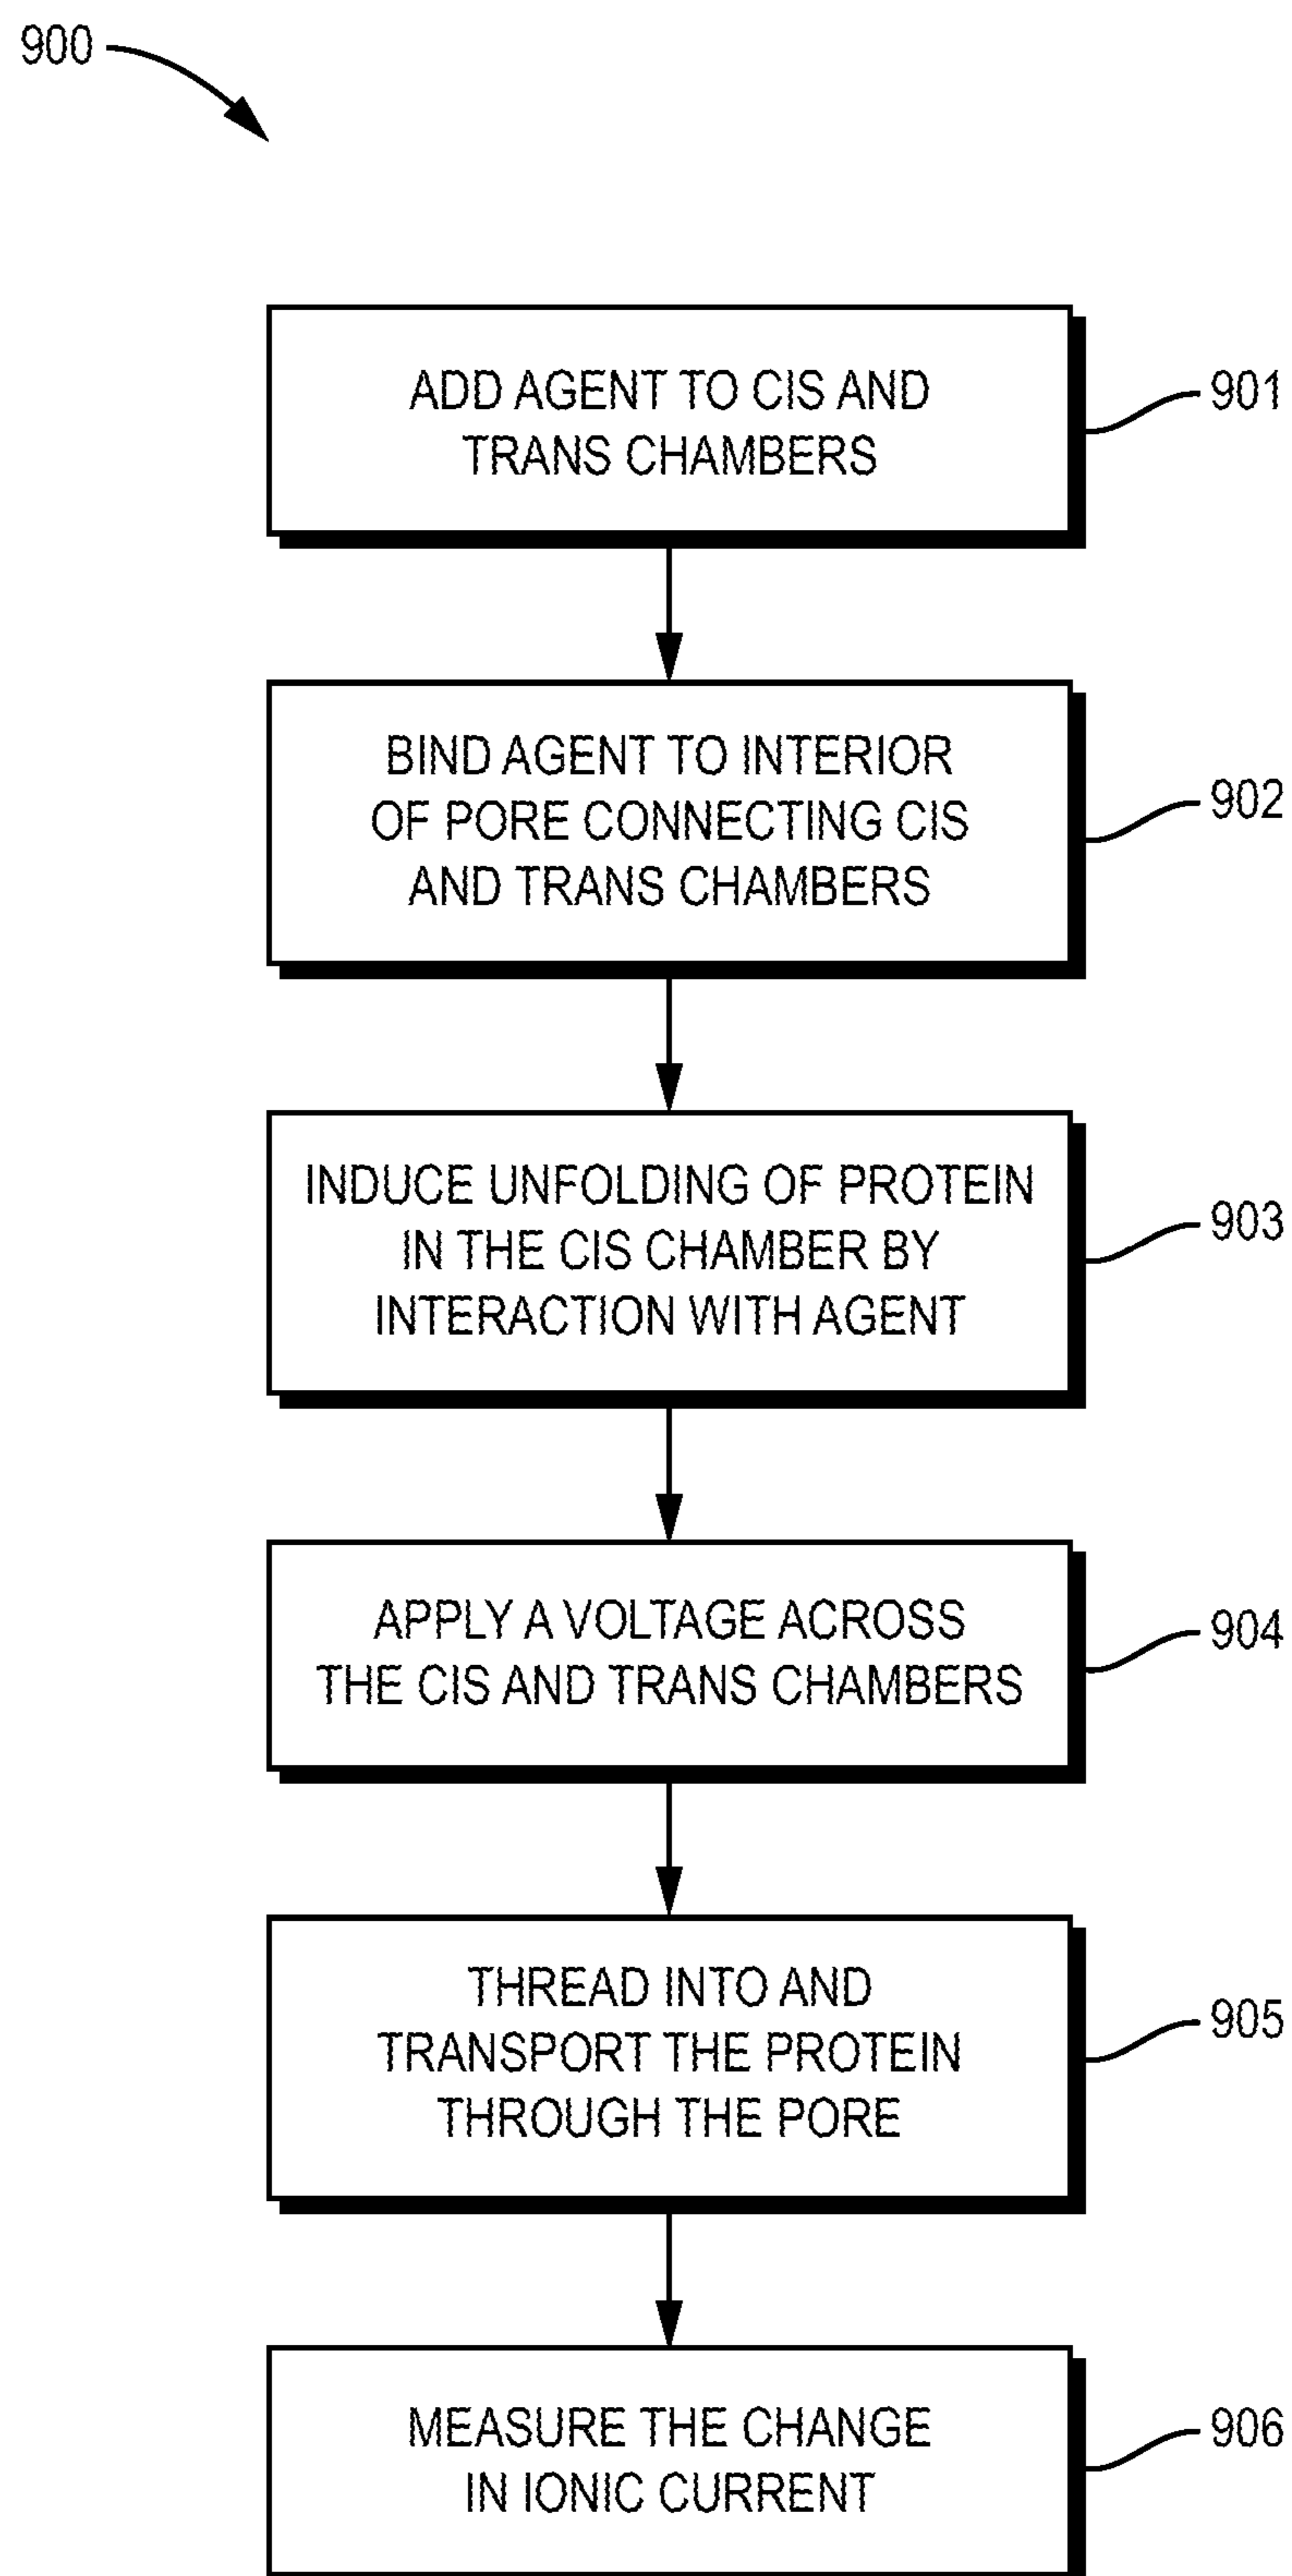 900
ADD AGENT TO CIS AND
TRANS CHAMBERS
901
BIND AGENT TO INTERIOR
OF PORE CONNECTING CIS
AND TRANS CHAMBERS
902
INDUCE UNFOLDING OF PROTEIN
IN THE CIS CHAMBER BY
INTERACTION WITH AGENT
903
APPLY A VOLTAGE ACROSS
THE CIS AND TRANS CHAMBERS
904
THREAD INTO AND
TRANSPORT THE PROTEIN
THROUGH THE PORE
905
MEASURE THE CHANGE
IN IONIC CURRENT
906